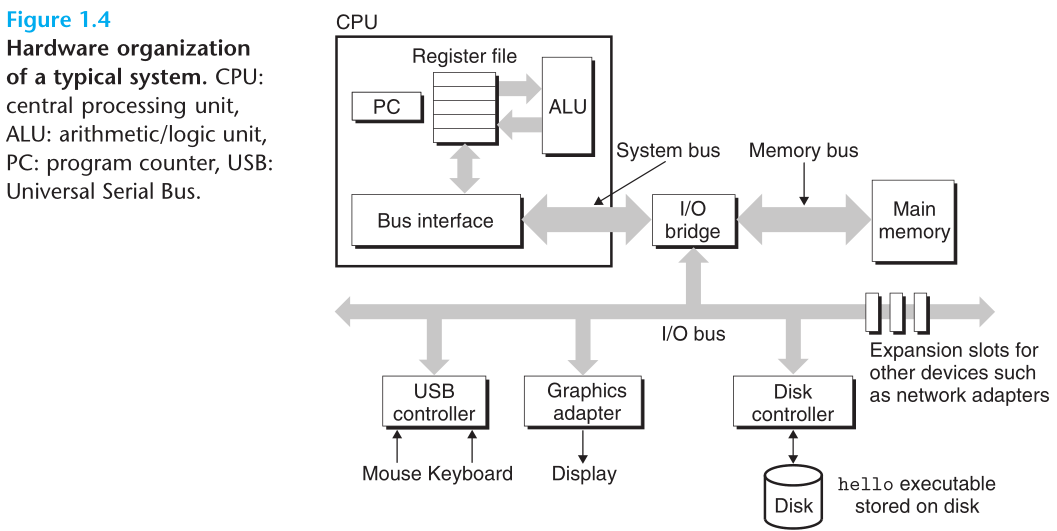 Figure 1.4
Hardware organization
of a typical system. CPU:
central processing unit,
ALU: arithmetic/logic unit,
PC: program counter, USB:
Universal Serial Bus.
CPU
Register file
PC
ALU
System bus
Memory bus
Bus interface
I/O
bridge
Main
memory
I/O bus
Expansion slots for
other devices such
as network adapters
USB
controller
Graphics
adapter
Disk
controller
Mouse Keyboard
Display
Disk
hello executable
stored on disk